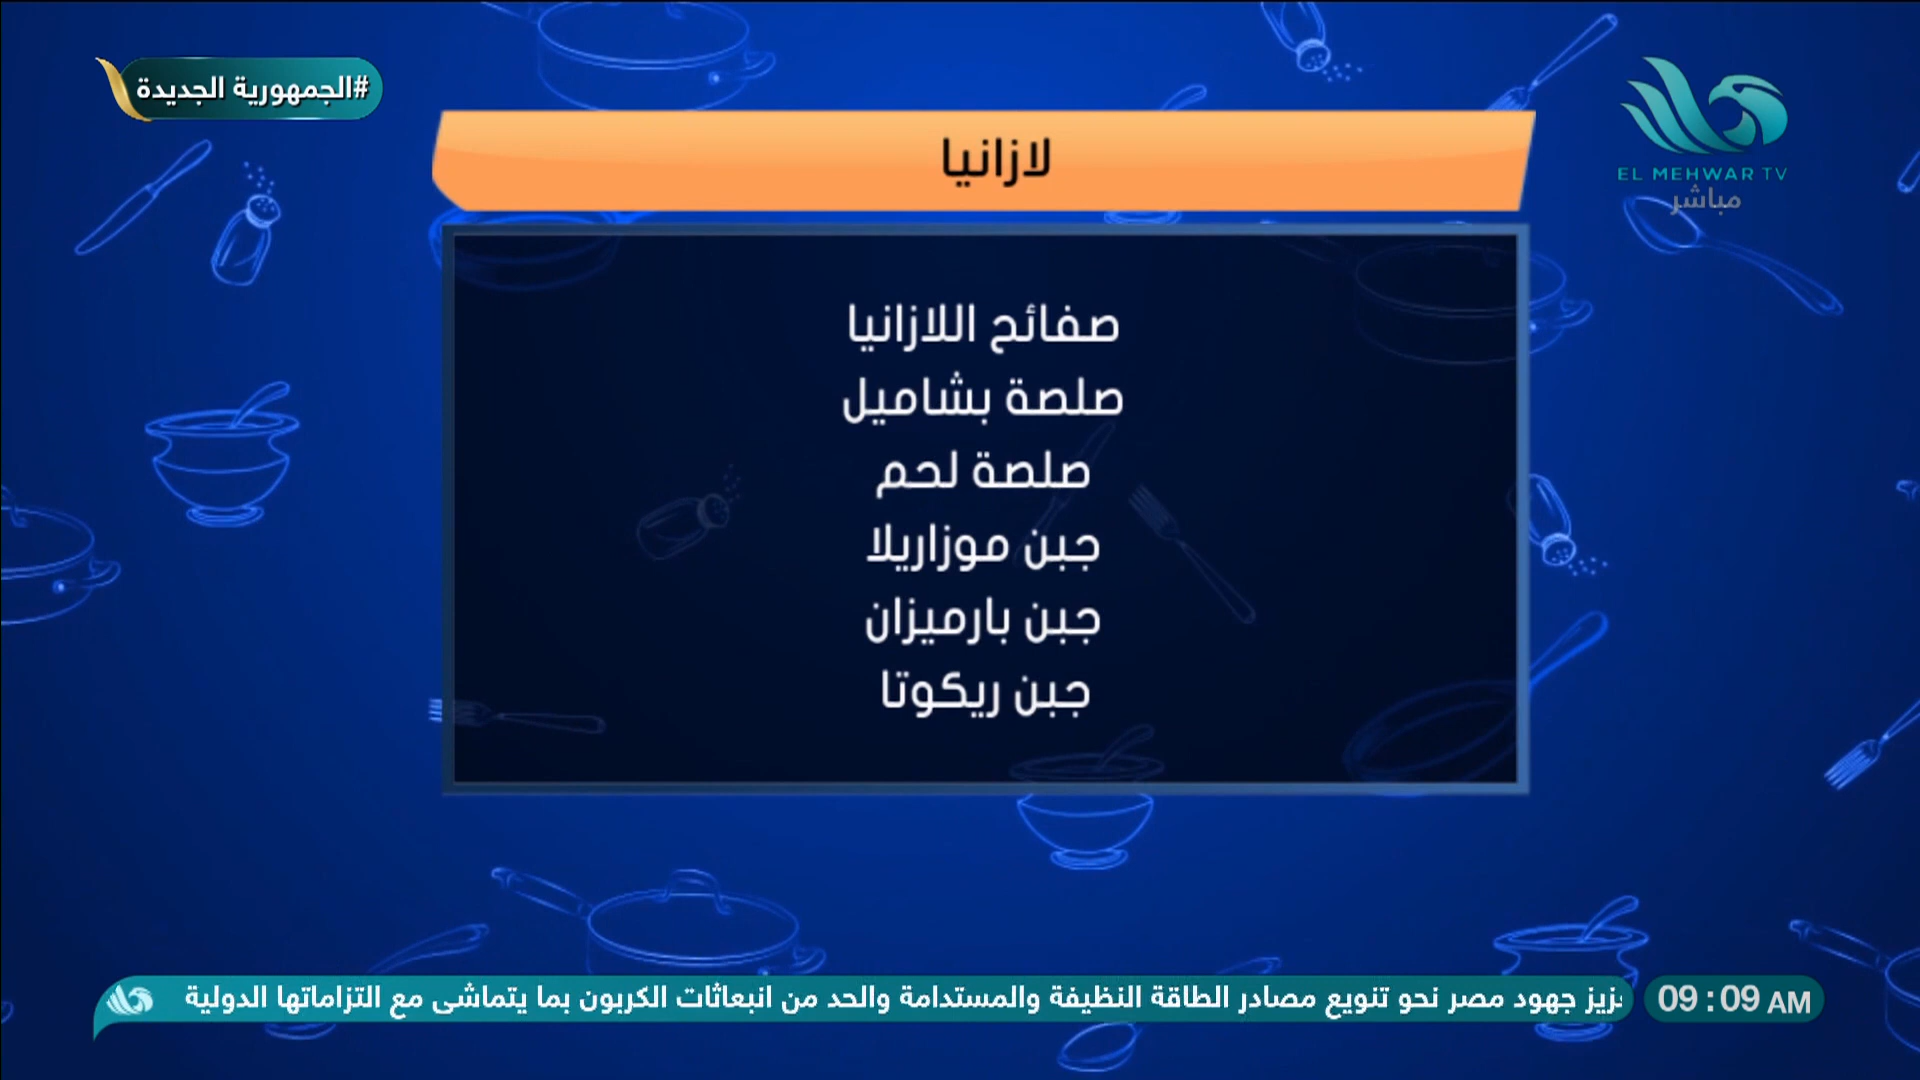 #الجمهورية الجديدة
EL MEHWAR TV
مباشر
لازانيا
صفائح اللازانيا
صلصة بشاميل
صلصة لحم
جبن موزاريلا
جبن بارميزان
جبن ريكوتا
جهود مصر نحو تنويع مصادر الطاقة النظيفة والمستدامة والحد من انبعاثات الكربون بما يتماشى مع التزاماتها الدولية
09:09 AM